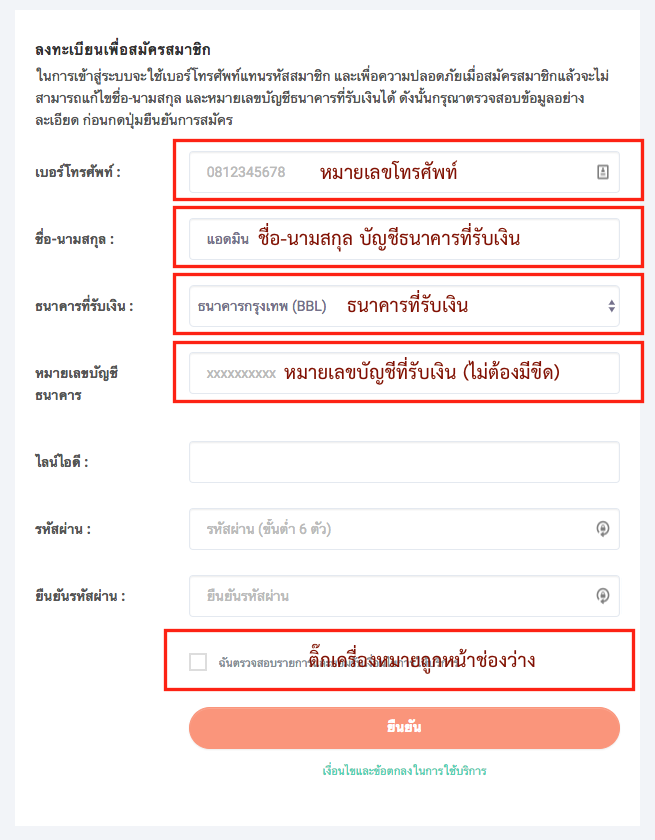 ลงทะเบียนเพื่อสมัครสมาชิก
ในการเข้าสู่ระบบจะใช้เบอร์โทรศัพท์แทนรหัสสมาชิก และเพื่อความปลอดภัยเมื่อสมัครสมาชิกแล้วจะไม่
สามารถแก้ไขชื่อ-นามสกุล และหมายเลขบัญชีธนาคารที่รับเงินได้ ดังนั้นกรุณาตรวจสอบข้อมูลอย่าง
ละเอียด ก่อนกดปุ่มยืนยันการสมัคร
เบอร์โทรศัพท์ : 0812345678 หมายเลขโทรศัพท์
ชื่อ-นามสกุล : แอดมิน ชื่อ-นามสกุล บัญชีธนาคารที่รับเงิน
ธนาคารที่รับเงิน : ธนาคารกรุงเทพ (BBL) ธนาคารที่รับเงิน
หมายเลขบัญชี
ธนาคาร
xxxxxxxxxx หมายเลขบัญชีที่รับเงิน (ไม่ต้องมีขีด)
ไลน์ไอดี :
รหัสผ่าน : รหัสผ่าน (ขั้นต่ำ 6 ตัว)
ยืนยันรหัสผ่าน : ยืนยันรหัสผ่าน
ฉันตรวจสอบรายการ ติ๊กเครื่องหมายถูกหน้าช่องว่าง
ยืนยัน
เงื่อนไขและข้อตกลงในการใช้บริการ